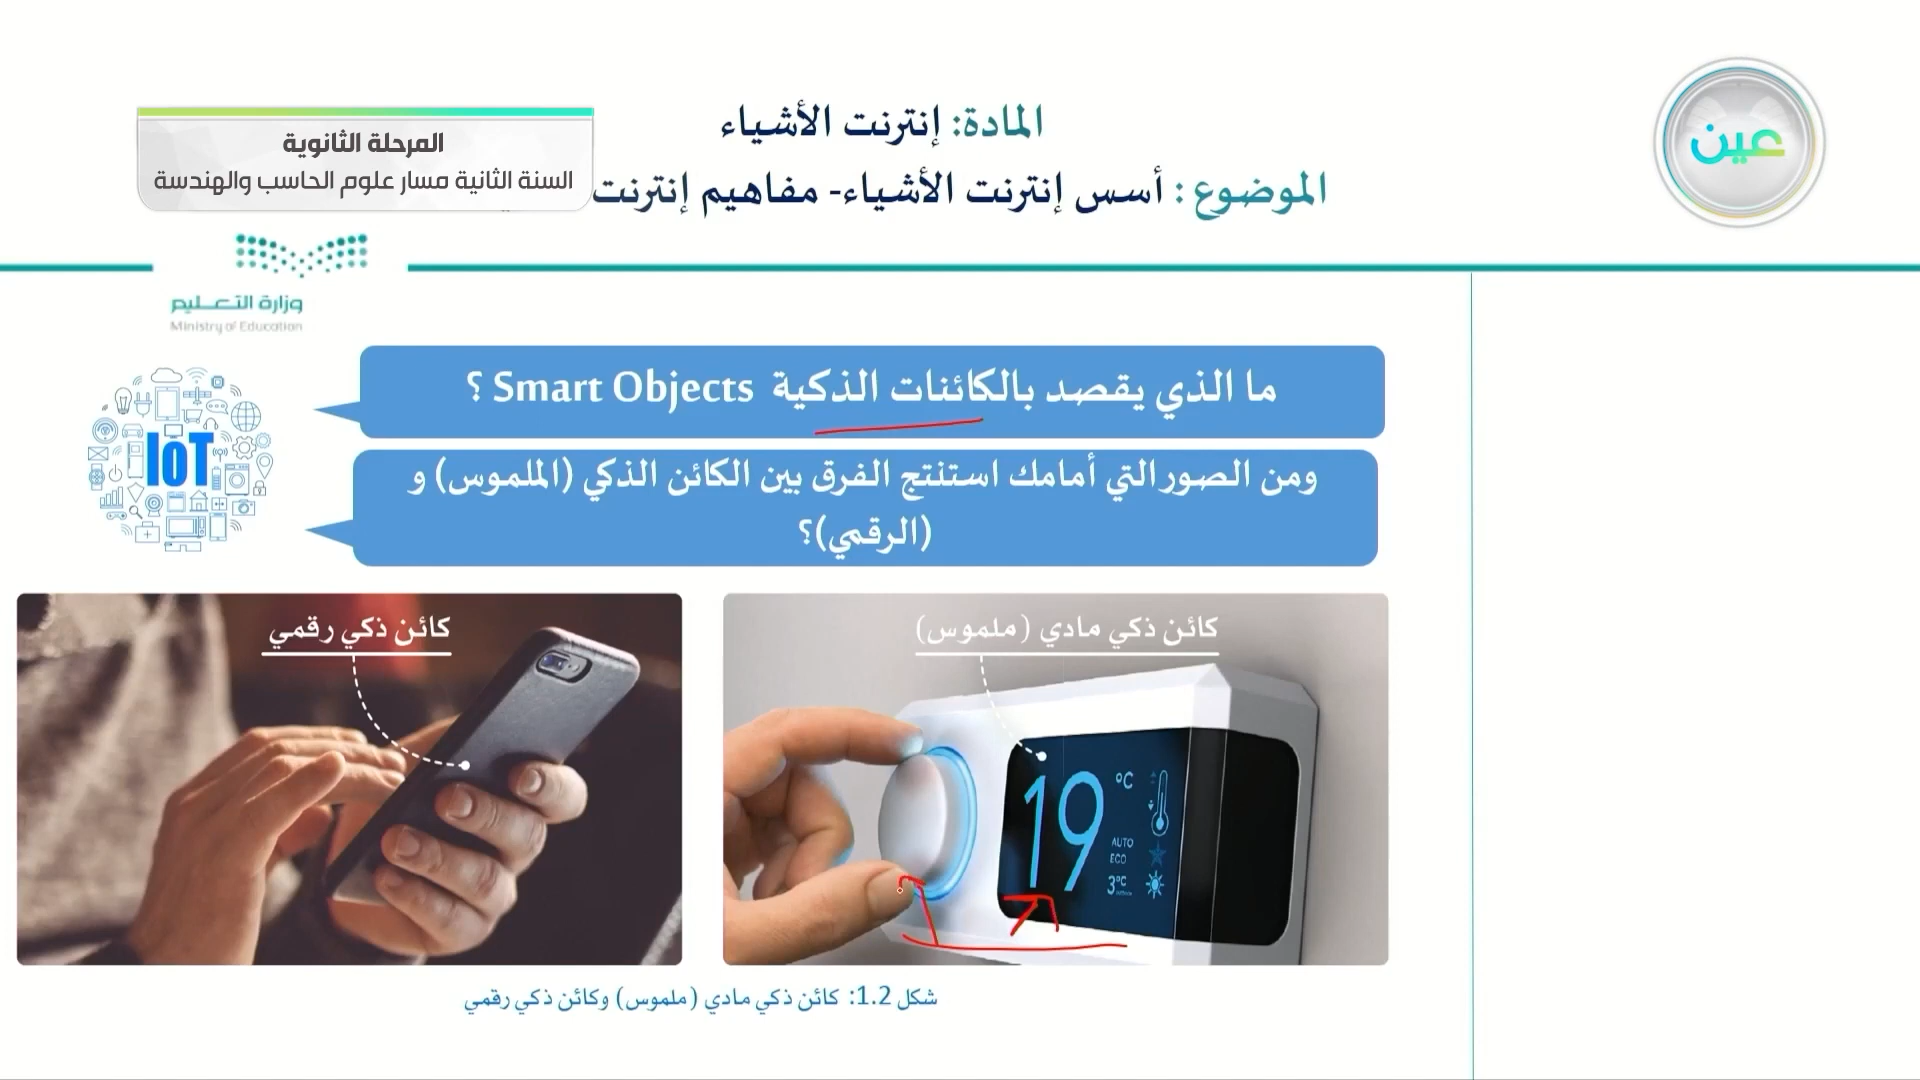 المادة: إنترنت الأشياء
الموضوع : أسس إنترنت الأشياء- مفاهيم إنترنت
المرحلة الثانوية
السنة الثانية مسار علوم الحاسب والهندسة
عين
وزارة التعـــليم
Ministry of Education
ما الذي يقصد بالكائنات الذكية Smart Objects ؟
IoT
ومن الصور التي أمامك استنتج الفرق بين الكائن الذكي (الملموس) و
(الرقمي)؟
كائن ذكي مادي (ملموس)
كائن ذكي رقمي
19 °C
AUTO
ECO
3°C
شكل 1.2: كائن ذكي مادي (ملموس) وكائن ذكي رقمي